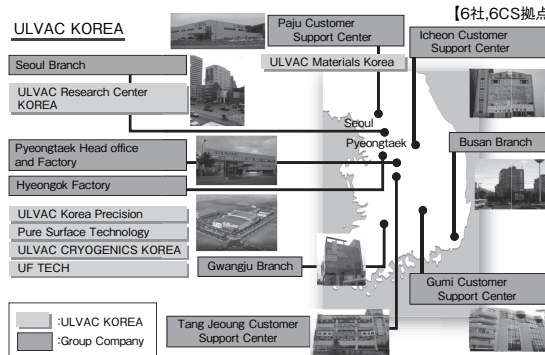 ULVAC KOREA
【6社,6CS拠点
Paju Customer
Support Center
ULVAC Materials Korea
Icheon Customer
Support Center
Seoul Branch
ULVAC Research Center
KOREA
Seoul
Pyeongtaek
Pyeongtaek Head office
and Factory
Busan Branch
Hyeongok Factory
ULVAC Korea Precision
Pure Surface Technology
ULVAC CRYOGENICS KOREA
UF TECH
Gwangju Branch
Gumi Customer
Support Center
:ULVAC KOREA
:Group Company
Tang Jeoung Customer
Support Center